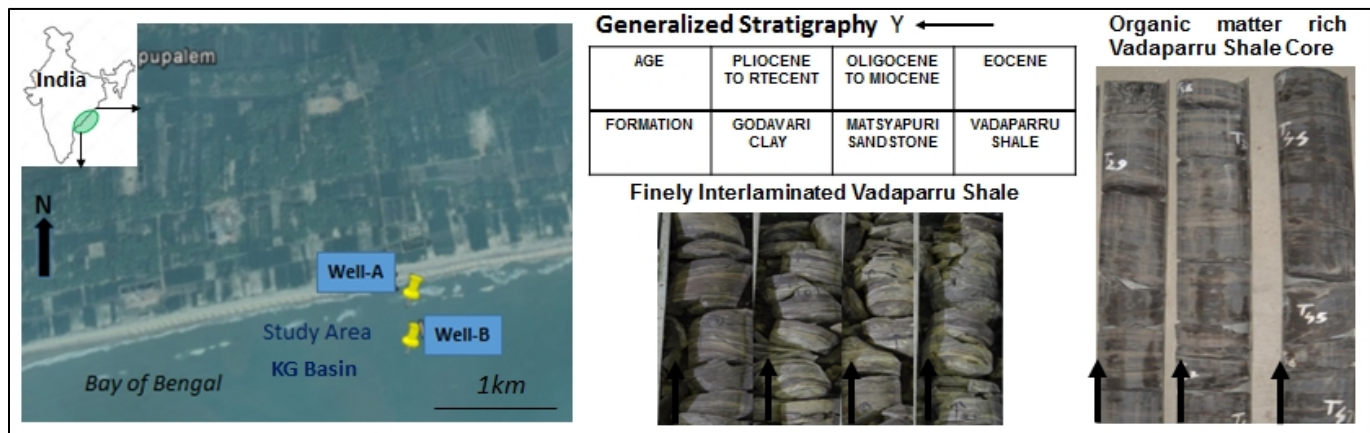 India
pupalem
N
Well-A
Well-B
Study Area
KG Basin
Bay of Bengal
1km
Generalized Stratigraphy Y
AGE
PLIOCENE
TO RTECENT
OLIGOCENE
TO MIOCENE
EOCENE
FORMATION
GODAVARI
CLAY
MATSYAPURI
SANDSTONE
VADAPARRU
SHALE
Finely Interlaminated Vadaparru Shale
Organic matter rich
Vadaparru Shale Core
T29
T45
T45